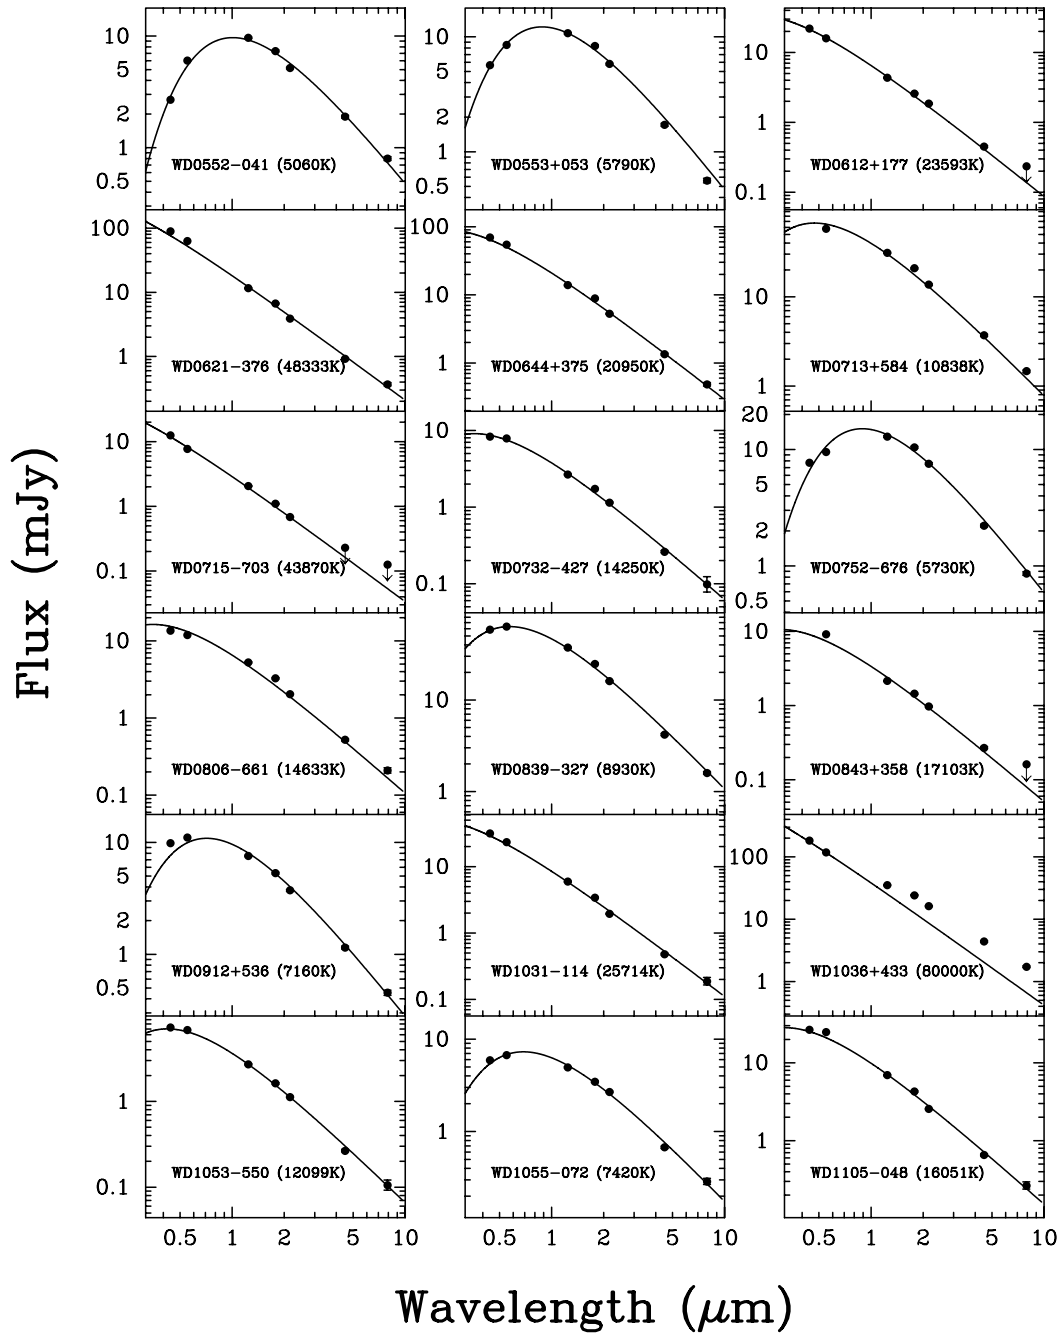 10 5 2 1 0.5 WD0552−041 (5060K)
10 5 2 1 0.5 WD0553+053 (5790K)
10 1 0.1 WD0612+177 (23593K)
100 10 1 WD0621−376 (48333K)
100 10 1 WD0644+375 (20950K)
10 1 WD0713+584 (10838K)
10 1 0.1 WD0715−703 (43870K)
10 1 0.1 WD0732−427 (14250K)
20 10 5 2 1 0.5 WD0752−676 (5730K)
10 1 0.1 WD0806−661 (14633K)
10 1 WD0839−327 (8930K)
10 1 0.1 WD0843+358 (17103K)
10 5 2 1 0.5 WD0912+536 (7160K)
10 1 0.1 WD1031−114 (25714K)
100 10 1 WD1036+433 (80000K)
1 0.1 WD1053−550 (12099K)
10 1 WD1055−072 (7420K)
10 1 WD1105−048 (16051K)
0.5 1 2 5 10 0.5 1 2 5 10 0.5 1 2 5 10
Flux (mJy)
Wavelength (μm)